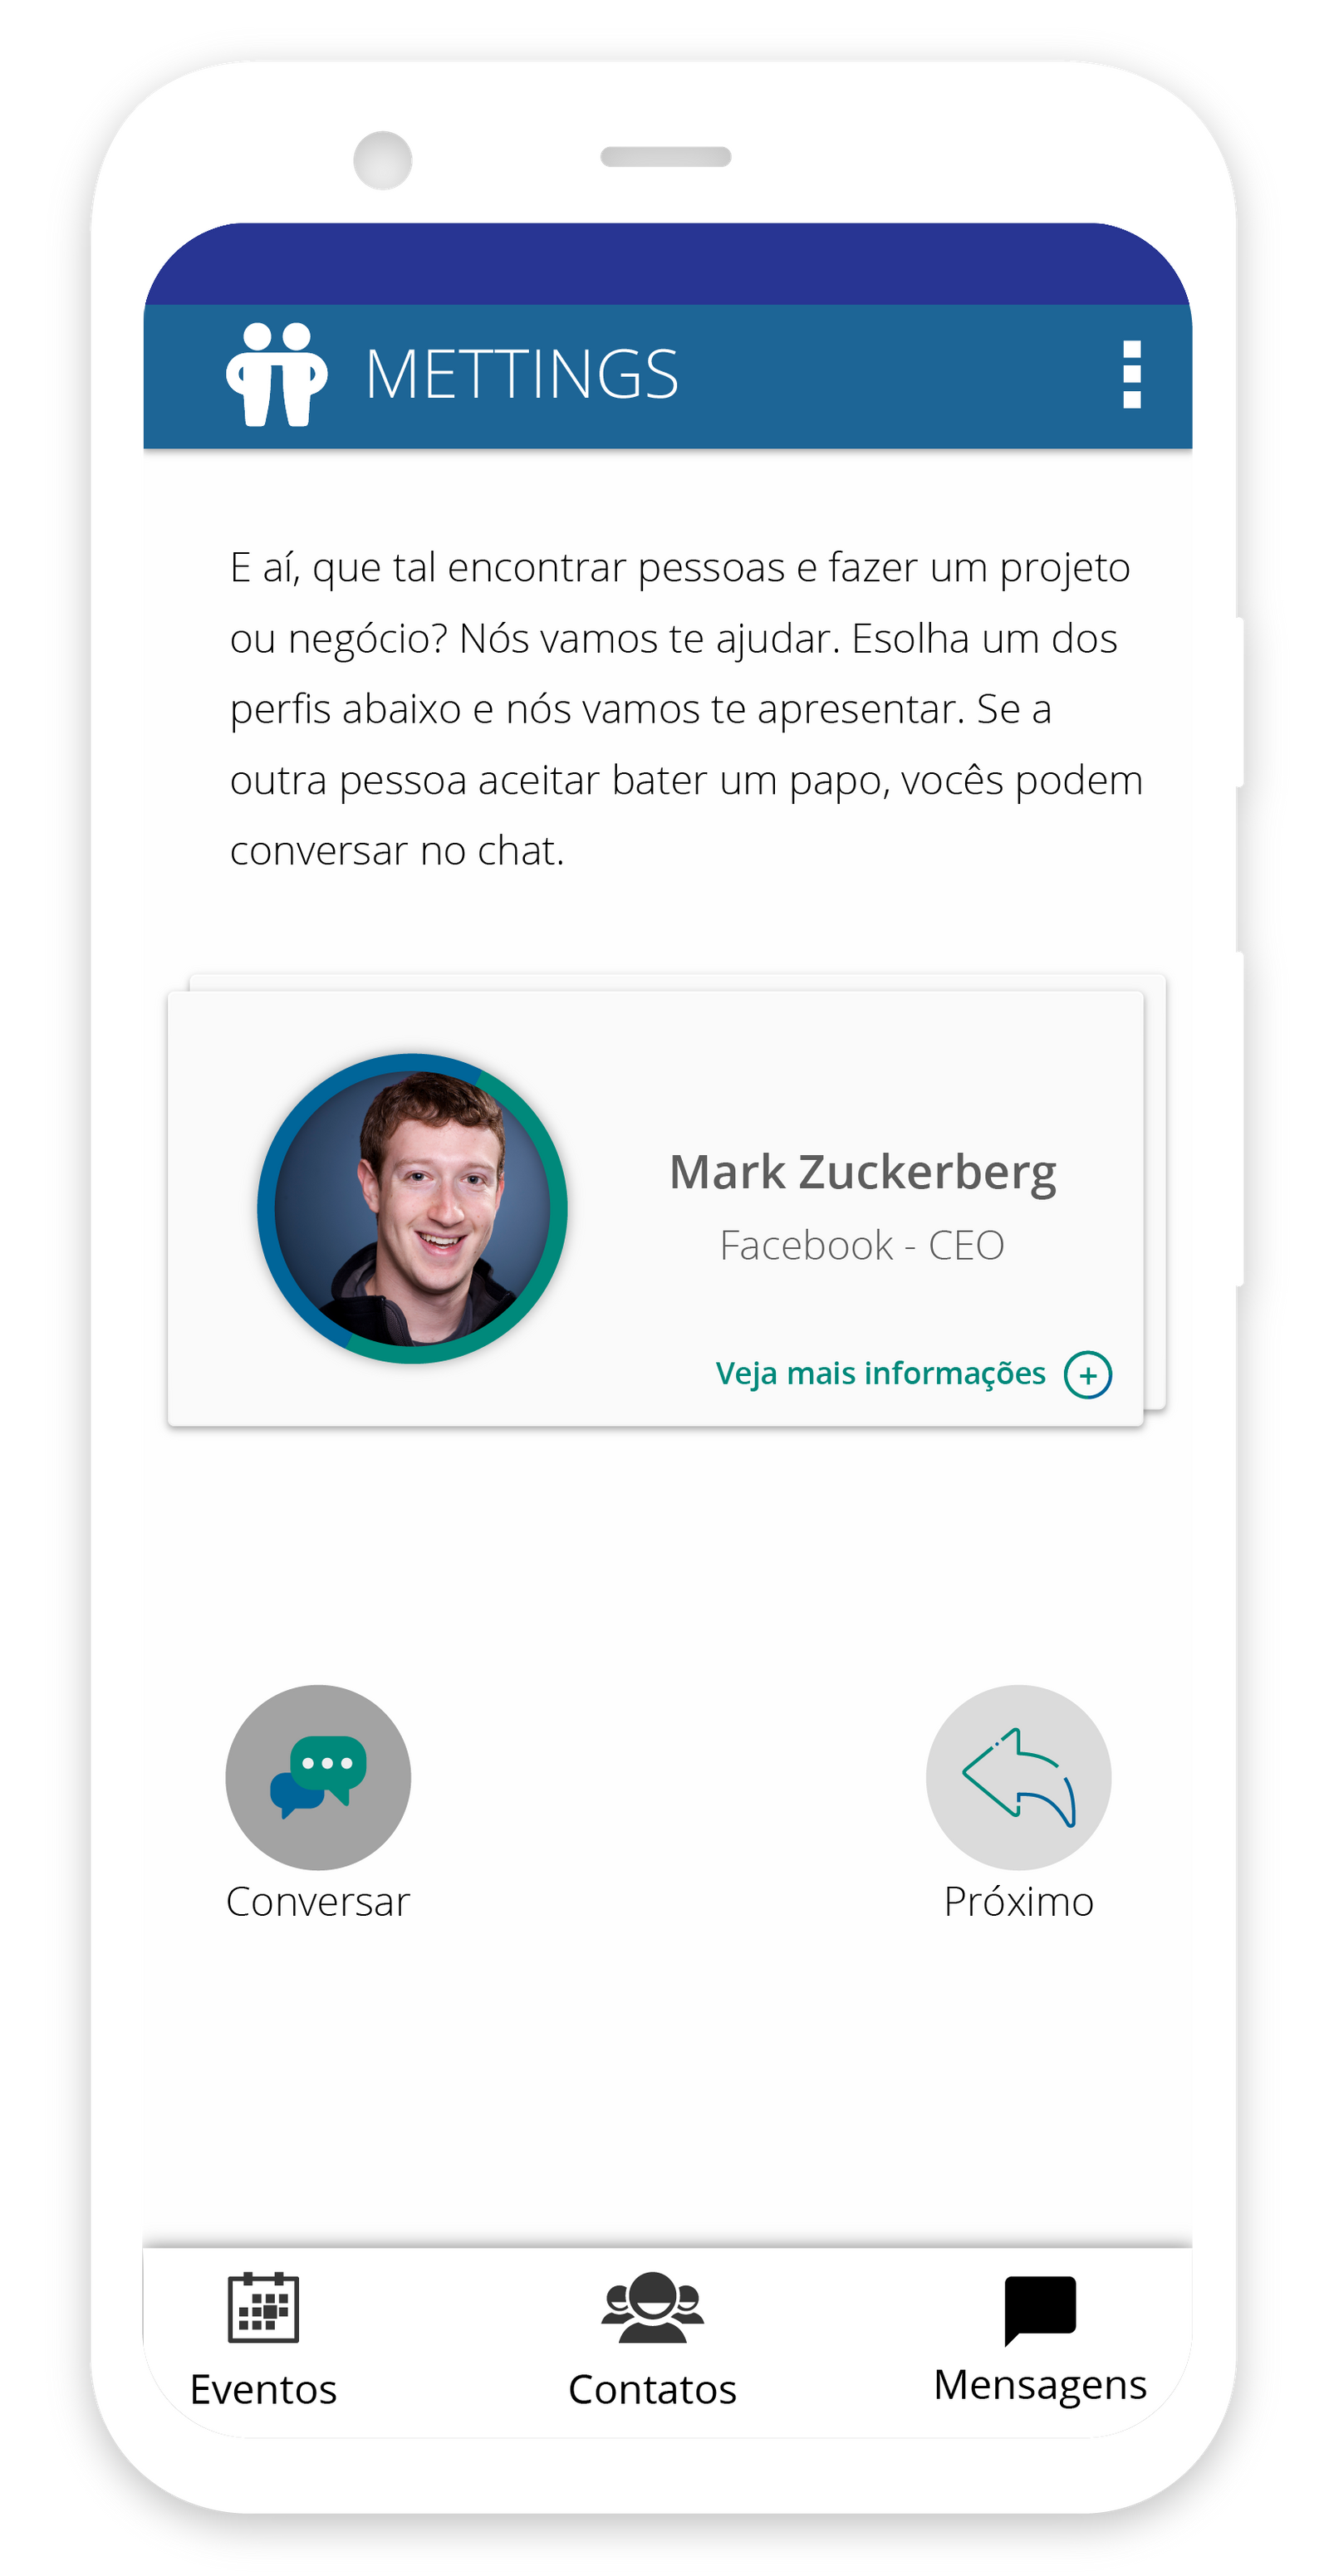 METTINGS
E aí, que tal encontrar pessoas e fazer um projeto
ou negócio? Nós vamos te ajudar. Esolha um dos
perfis abaixo e nós vamos te apresentar. Se a
outra pessoa aceitar bater um papo, vocês podem
conversar no chat.
Mark Zuckerberg
Facebook - CEO
Veja mais informações
Conversar
Próximo
Eventos
Contatos
Mensagens